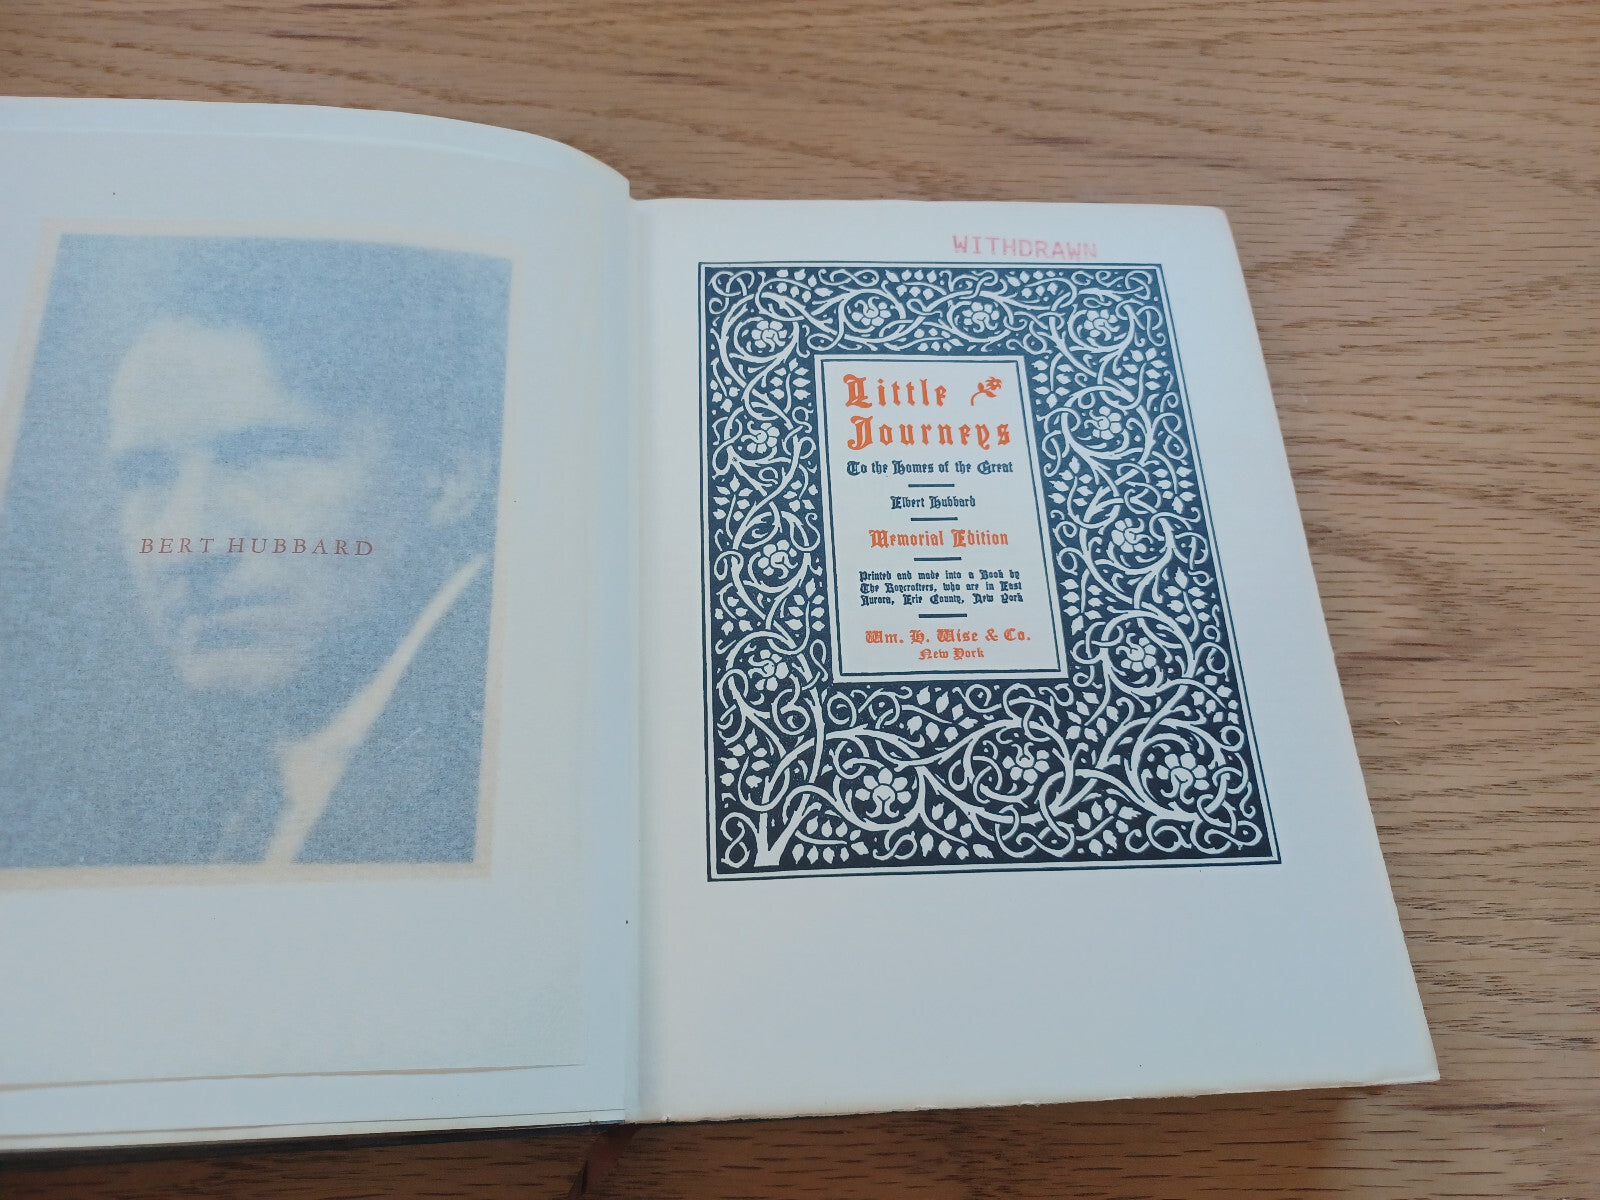 BERT HUBBARD
WITHDRAWN
Little
Journeys
To the Homes of the Great
Elbert Hubbard
Memorial Edition
Printed and made into a Book by
The Roycrofters, who are in East
Aurora, Erie County, New York
Wm. H. Wise & Co.
New York